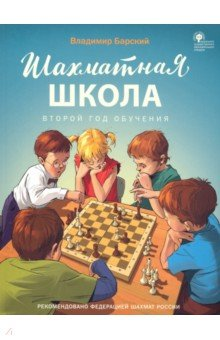 Владимир Барский
Шахматная
ШКОЛА
ВТОРОЙ ГОД ОБУЧЕНИЯ
РЕКОМЕНДОВАНО ФЕДЕРАЦИЕЙ ШАХМАТ РОССИИ